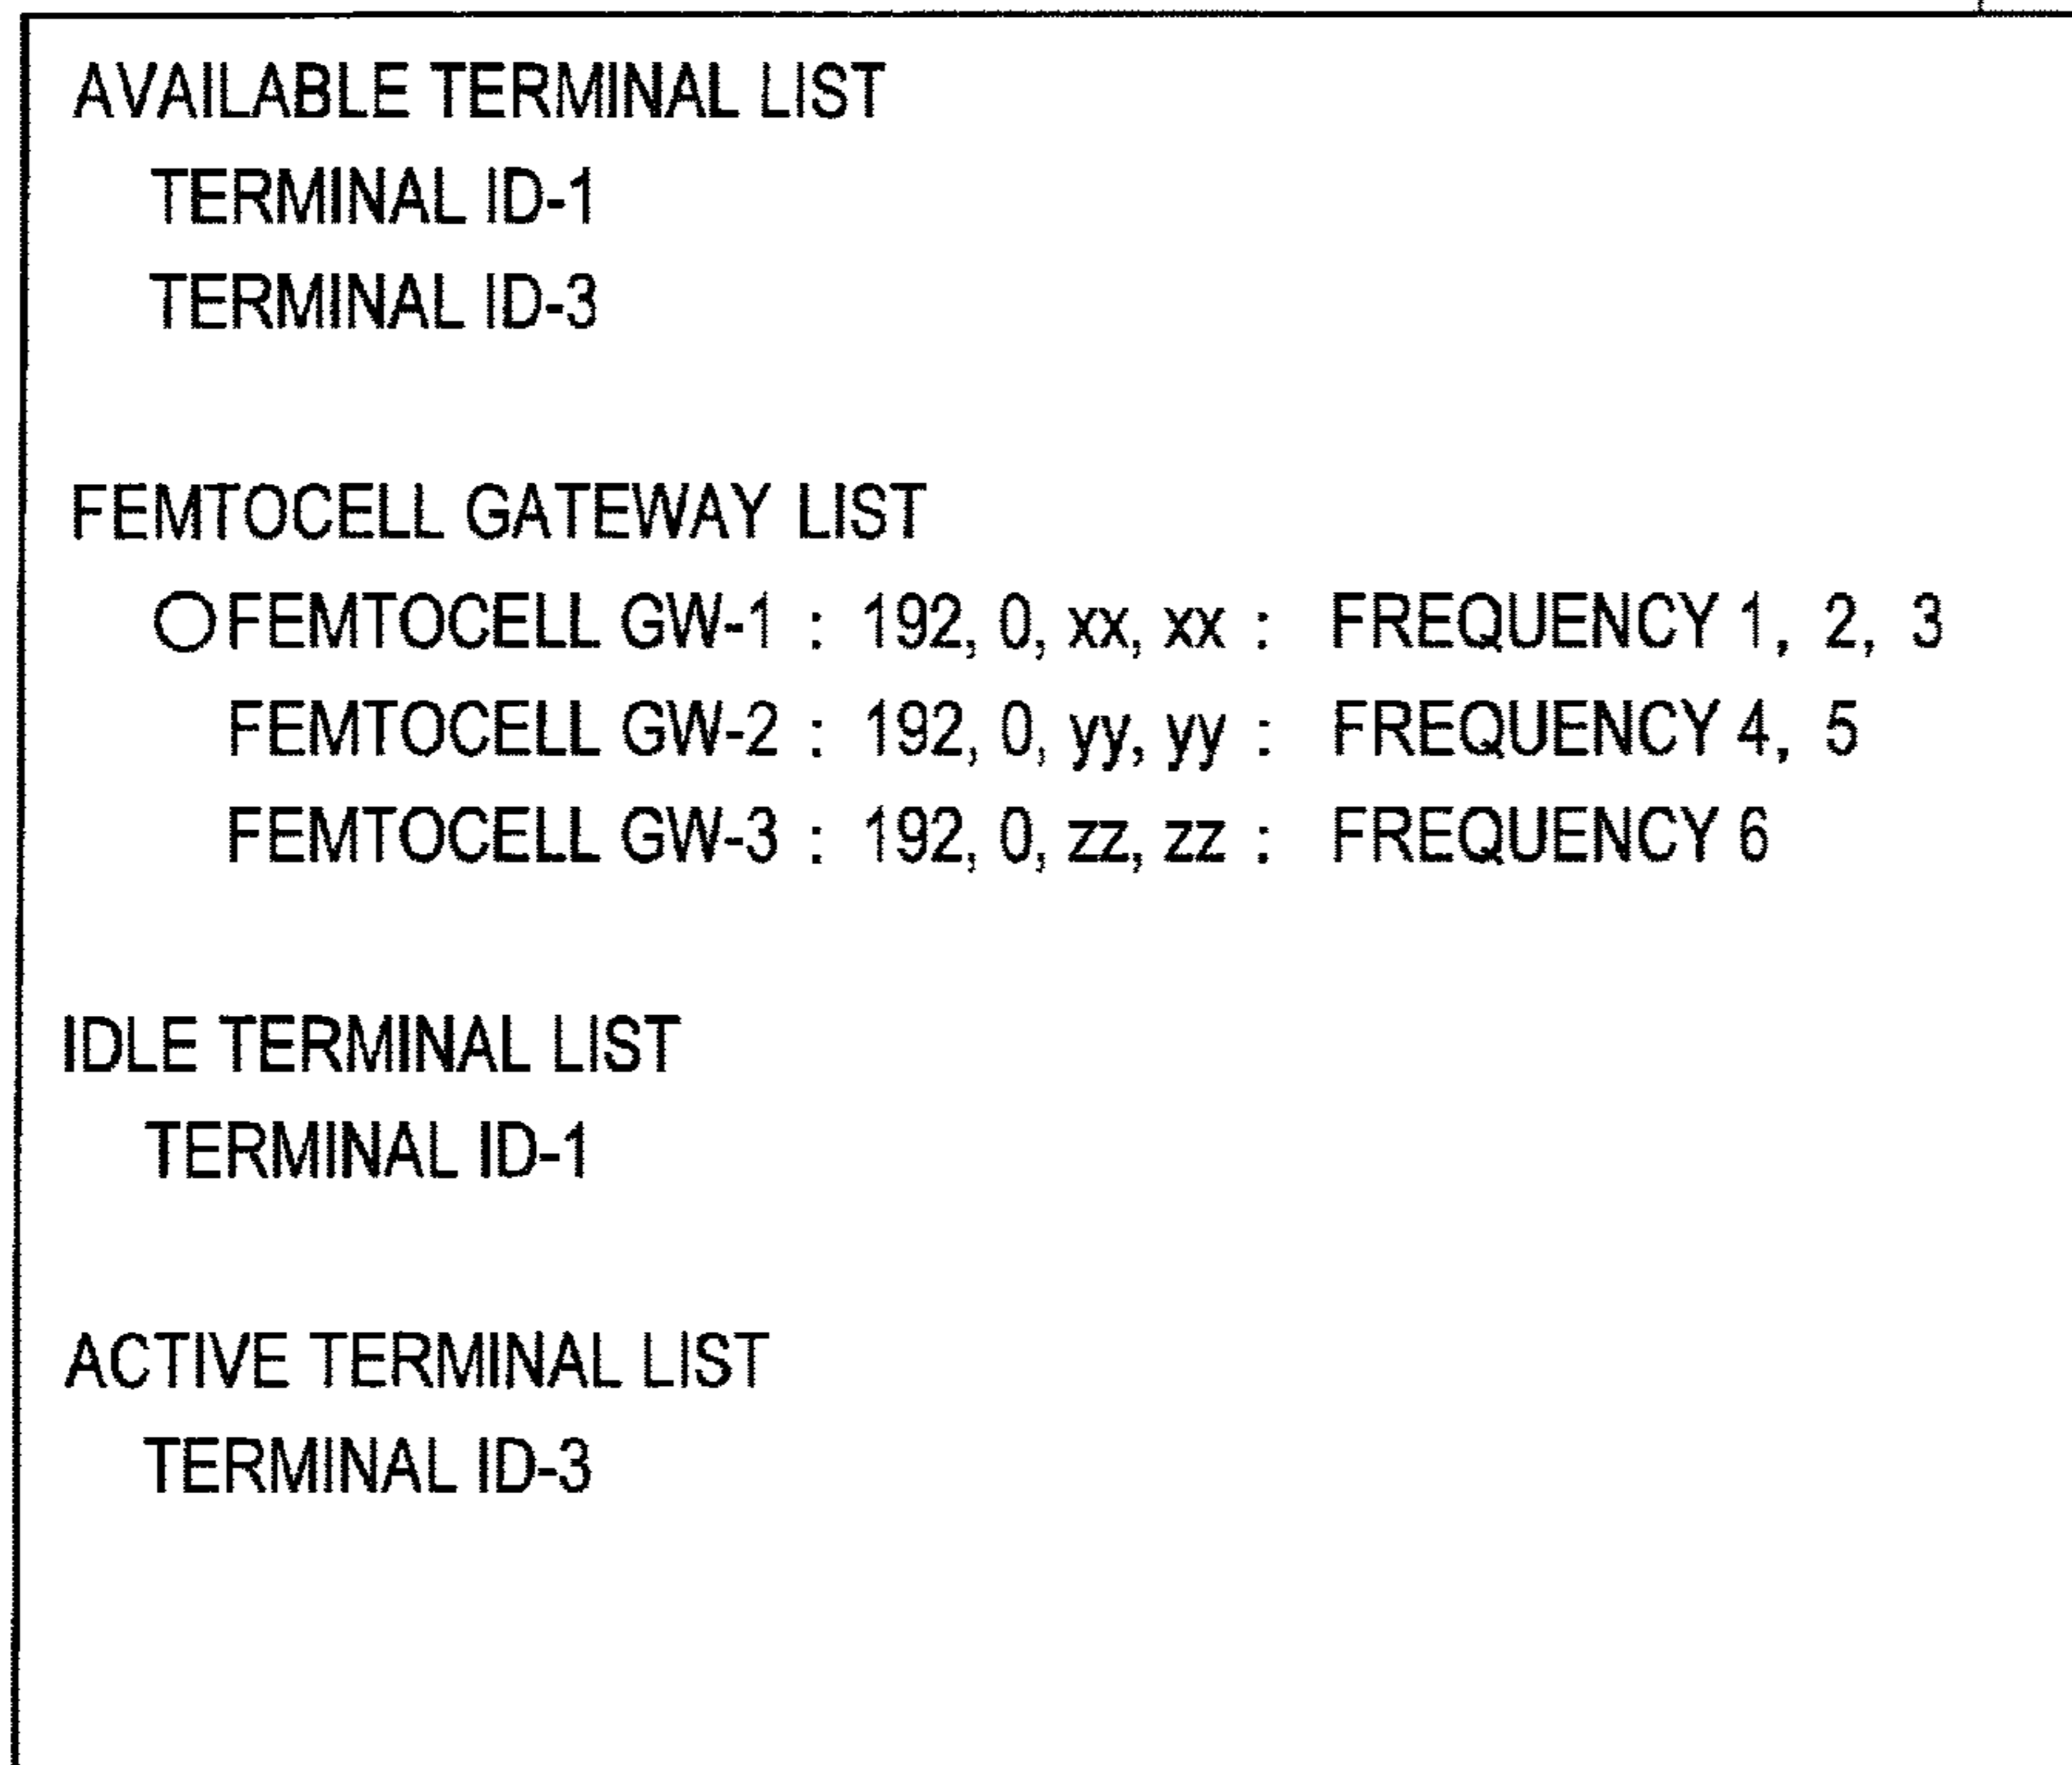 AVAILABLE TERMINAL LIST
TERMINAL ID-1
TERMINAL ID-3
FEMTOCELL GATEWAY LIST
○FEMTOCELL GW-1 : 192, 0, xx, xx : FREQUENCY 1, 2, 3
FEMTOCELL GW-2 : 192, 0, yy, yy : FREQUENCY 4, 5
FEMTOCELL GW-3 : 192, 0, zz, zz : FREQUENCY 6
IDLE TERMINAL LIST
TERMINAL ID-1
ACTIVE TERMINAL LIST
TERMINAL ID-3